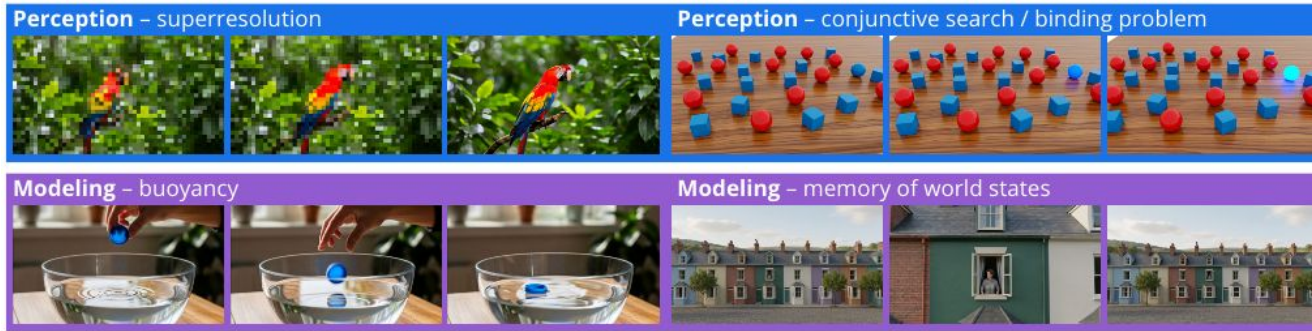 Perception – superresolution
Perception – conjunctive search / binding problem
Modeling – buoyancy
Modeling – memory of world states